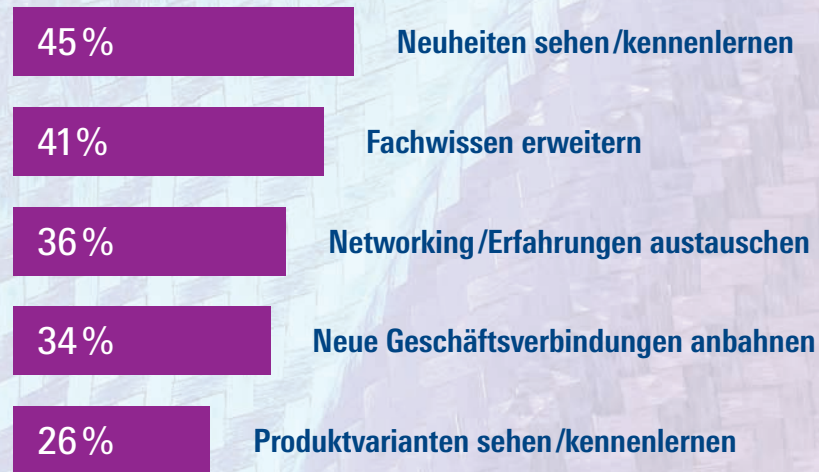 45 % Neuheiten sehen/kennenlernen
41 % Fachwissen erweitern
36 % Networking/Erfahrungen austauschen
34 % Neue Geschäftsverbindungen anbahnen
26 % Produktvarianten sehen/kennenlernen